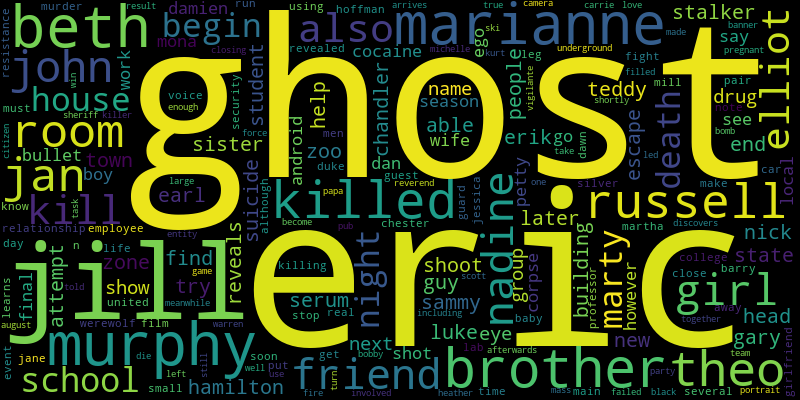 beth begin also marianne stalker
murder arrives carrie love
using true camera made
run damien hoffman
result
resistance
john mona cocaine ego say
revealed ski banner
closing michelle kurt pregnant
underground elliot
house work student
ghost
people leg fight filled mill pair
voice name teddy drug
security help season
must enough chandler vigilante shortly note
sheriff killer
room able see
citizen force android men wife erik go escape death bomb
bullet sister take dawn led end
town zoo dan
boy suicide duke guest petty car local
jan large earl papa reverend one silver make
kill task killed guard jessica russell
know although
relationship employee become pub chester later martha discovers nick
day n life entity
jill eric
nadine corpse group building professor marty however
find reveals night shoot college state
zone killing guy scott close barry girl
learns final attempt show try game told serum sammy away
united meanwhile stop real including baby together head
august werewolf film warren luke eye new gary
murphy next shot lab
event jane die still soon get bobby afterwards team
school left well put use turn friend brother theo
small hamilton fire involved heather time mass main failed black party several portrait girlfriend
win